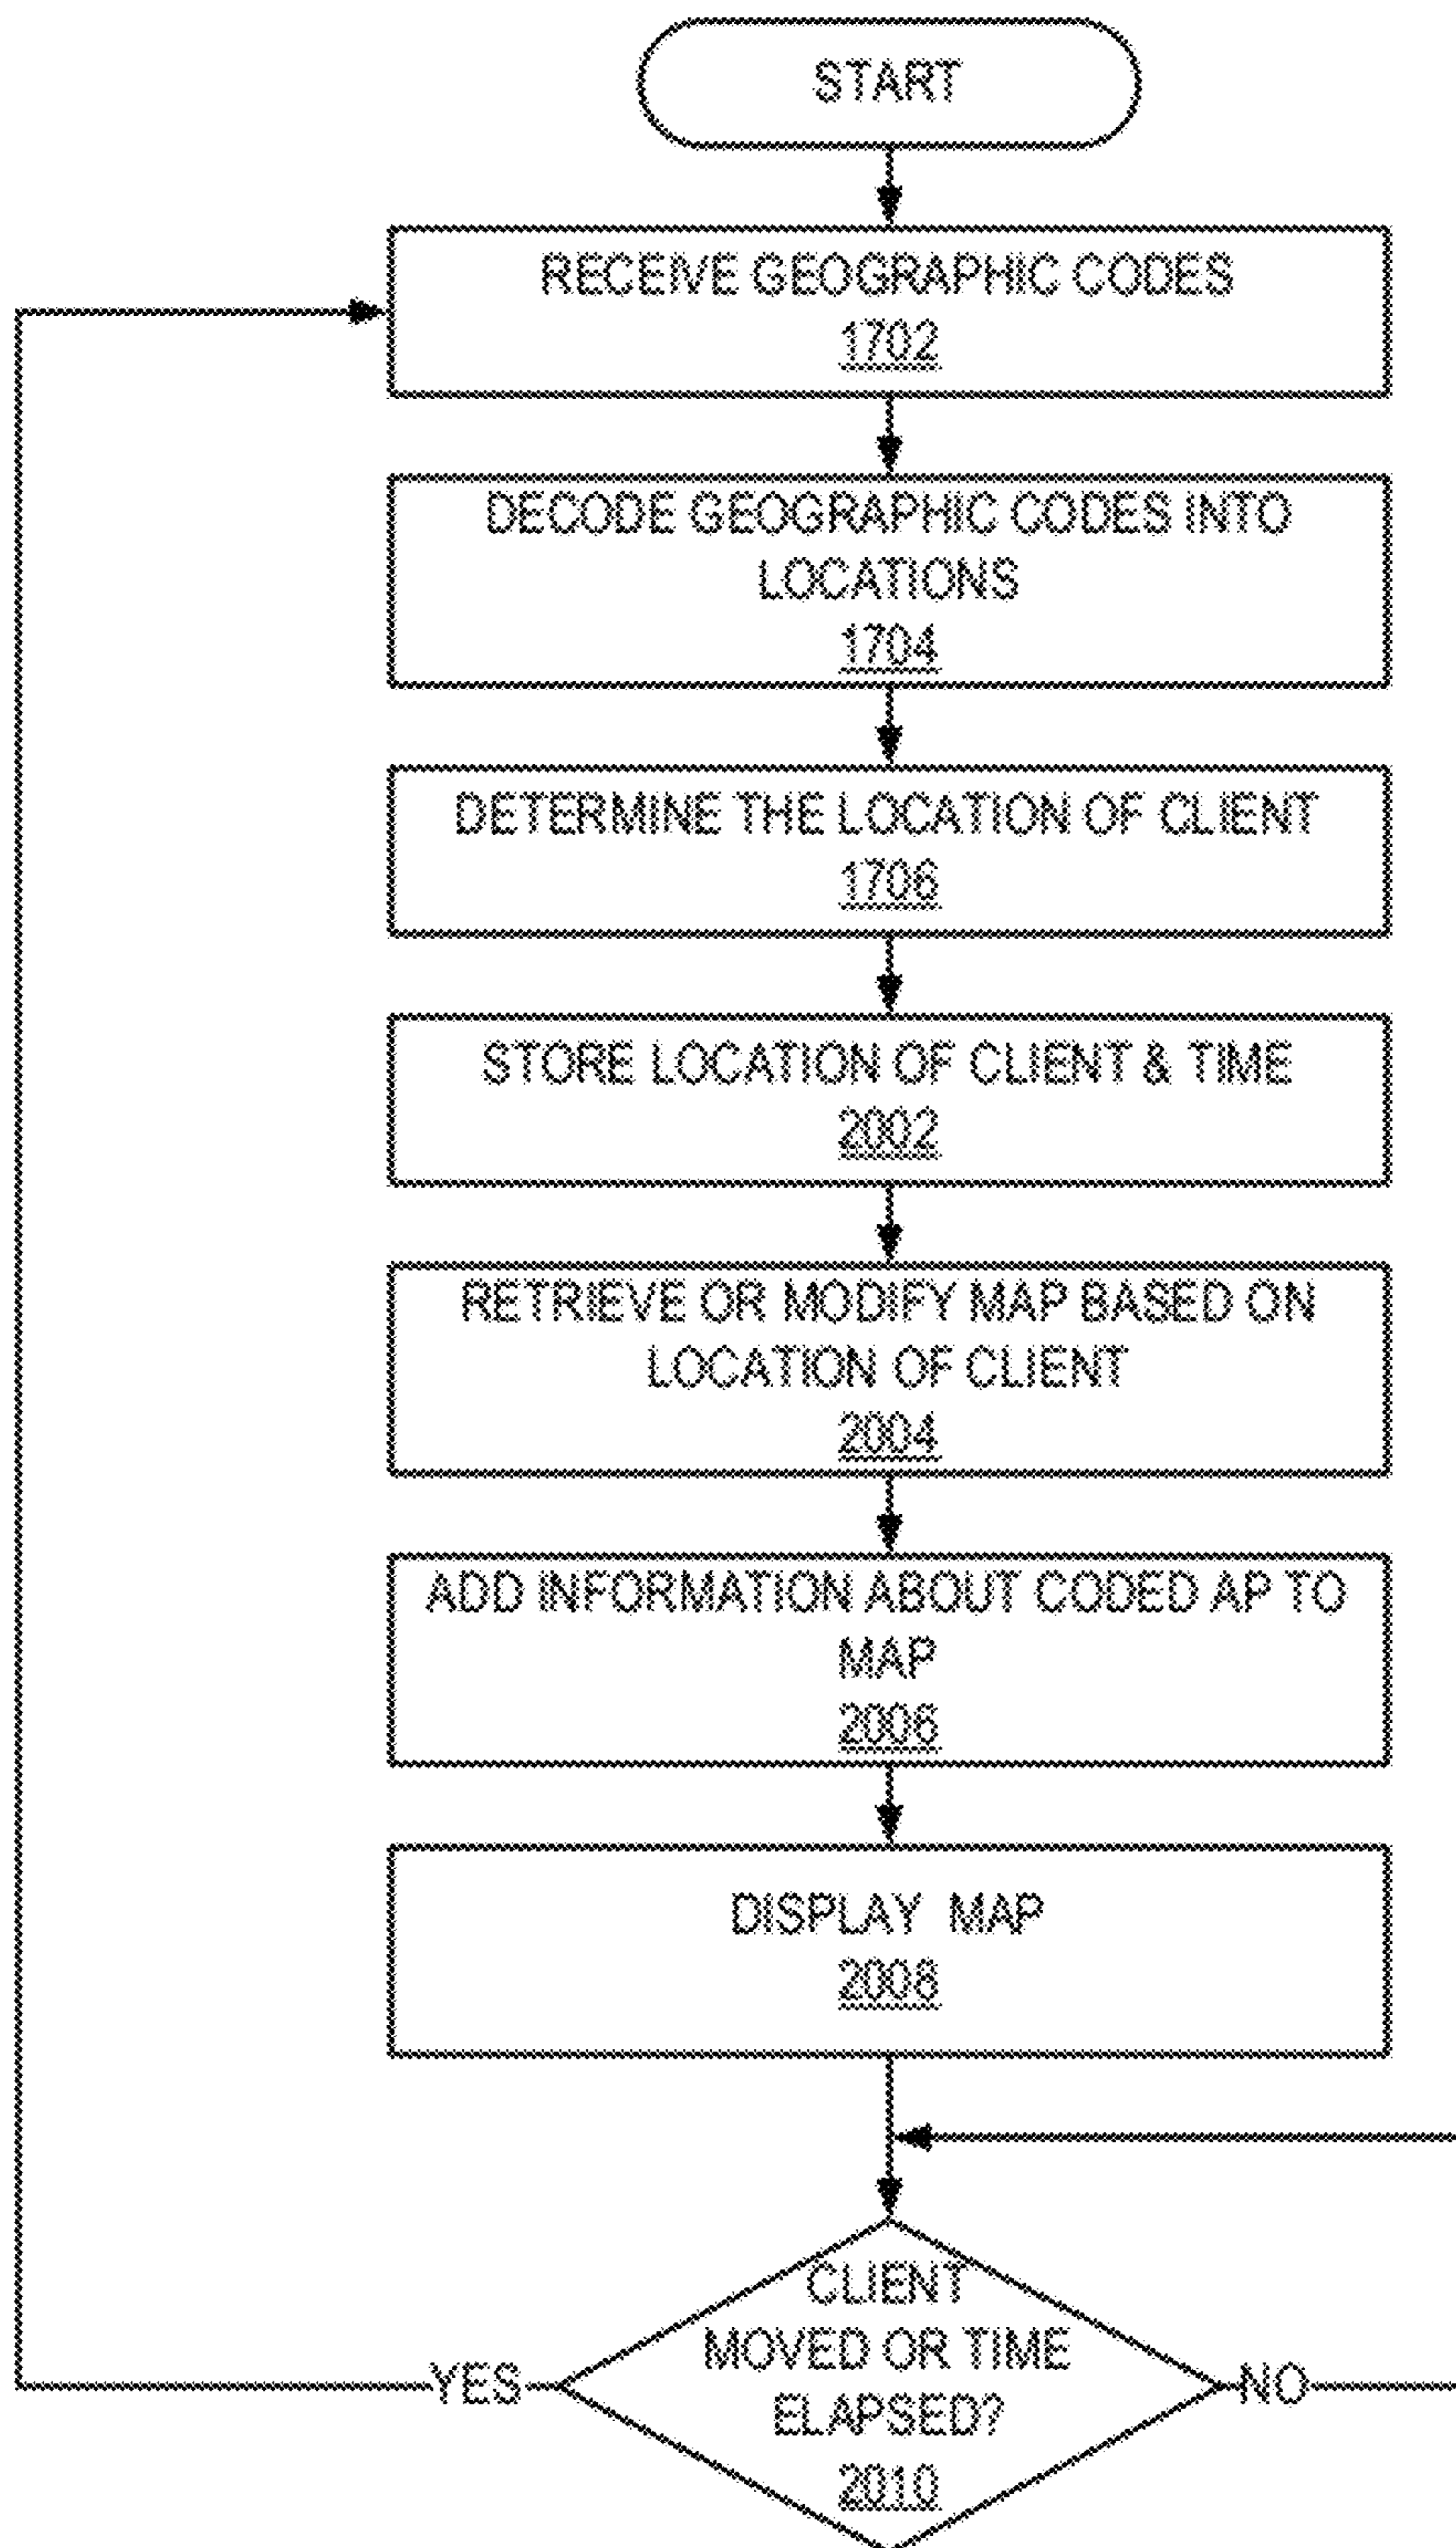 START
RECEIVE GEOGRAPHIC CODES
1702
DECODE GEOGRAPHIC CODES INTO
LOCATIONS
1704
DETERMINE THE LOCATION OF CLIENT
1706
STORE LOCATION OF CLIENT & TIME
2002
RETRIEVE OR MODIFY MAP BASED ON
LOCATION OF CLIENT
2004
ADD INFORMATION ABOUT CODED AP TO
MAP
2006
DISPLAY MAP
2008
CLIENT
MOVED OR TIME
ELAPSED?
2010
YES
NO